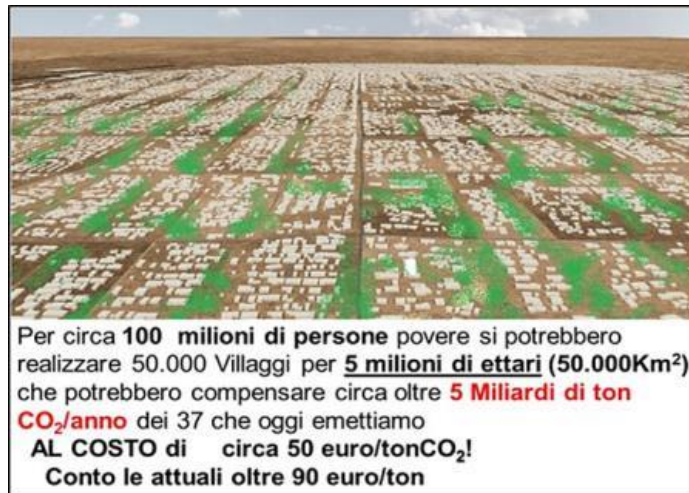 Per circa 100 milioni di persone povere si potrebbero
realizzare 50.000 Villaggi per 5 milioni di ettari (50.000Km²)
che potrebbero compensare circa oltre 5 Miliardi di ton
CO₂/anno dei 37 che oggi emettiamo
AL COSTO di circa 50 euro/tonCO₂!
Conto le attuali oltre 90 euro/ton